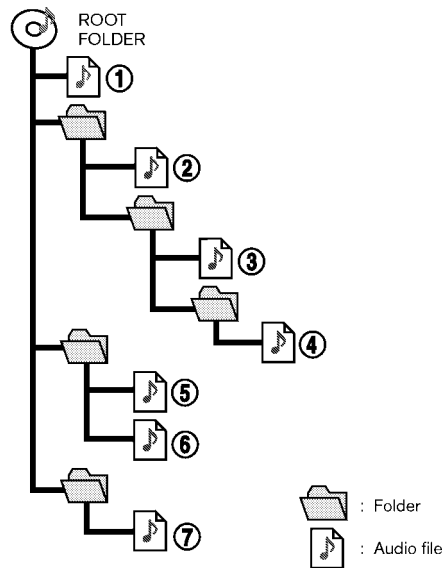 ROOT
FOLDER
①
②
③
④
⑤
⑥
⑦
: Folder
: Audio file